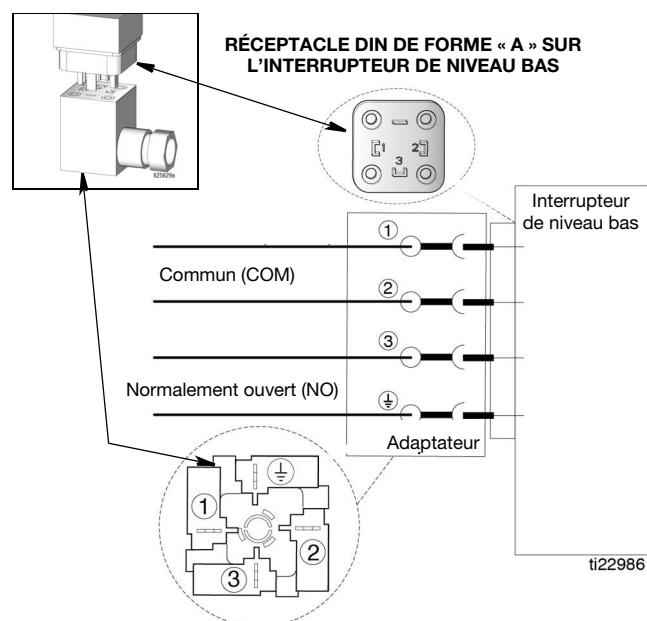 RÉCEPTACLE DIN DE FORME « A » SUR
L'INTERRUPTEUR DE NIVEAU BAS
ti25629a
1
2
3
Interrupteur
de niveau bas
1
Commun (COM)
2
3
Normalement ouvert (NO)
Adaptateur
1
2
3
ti22986